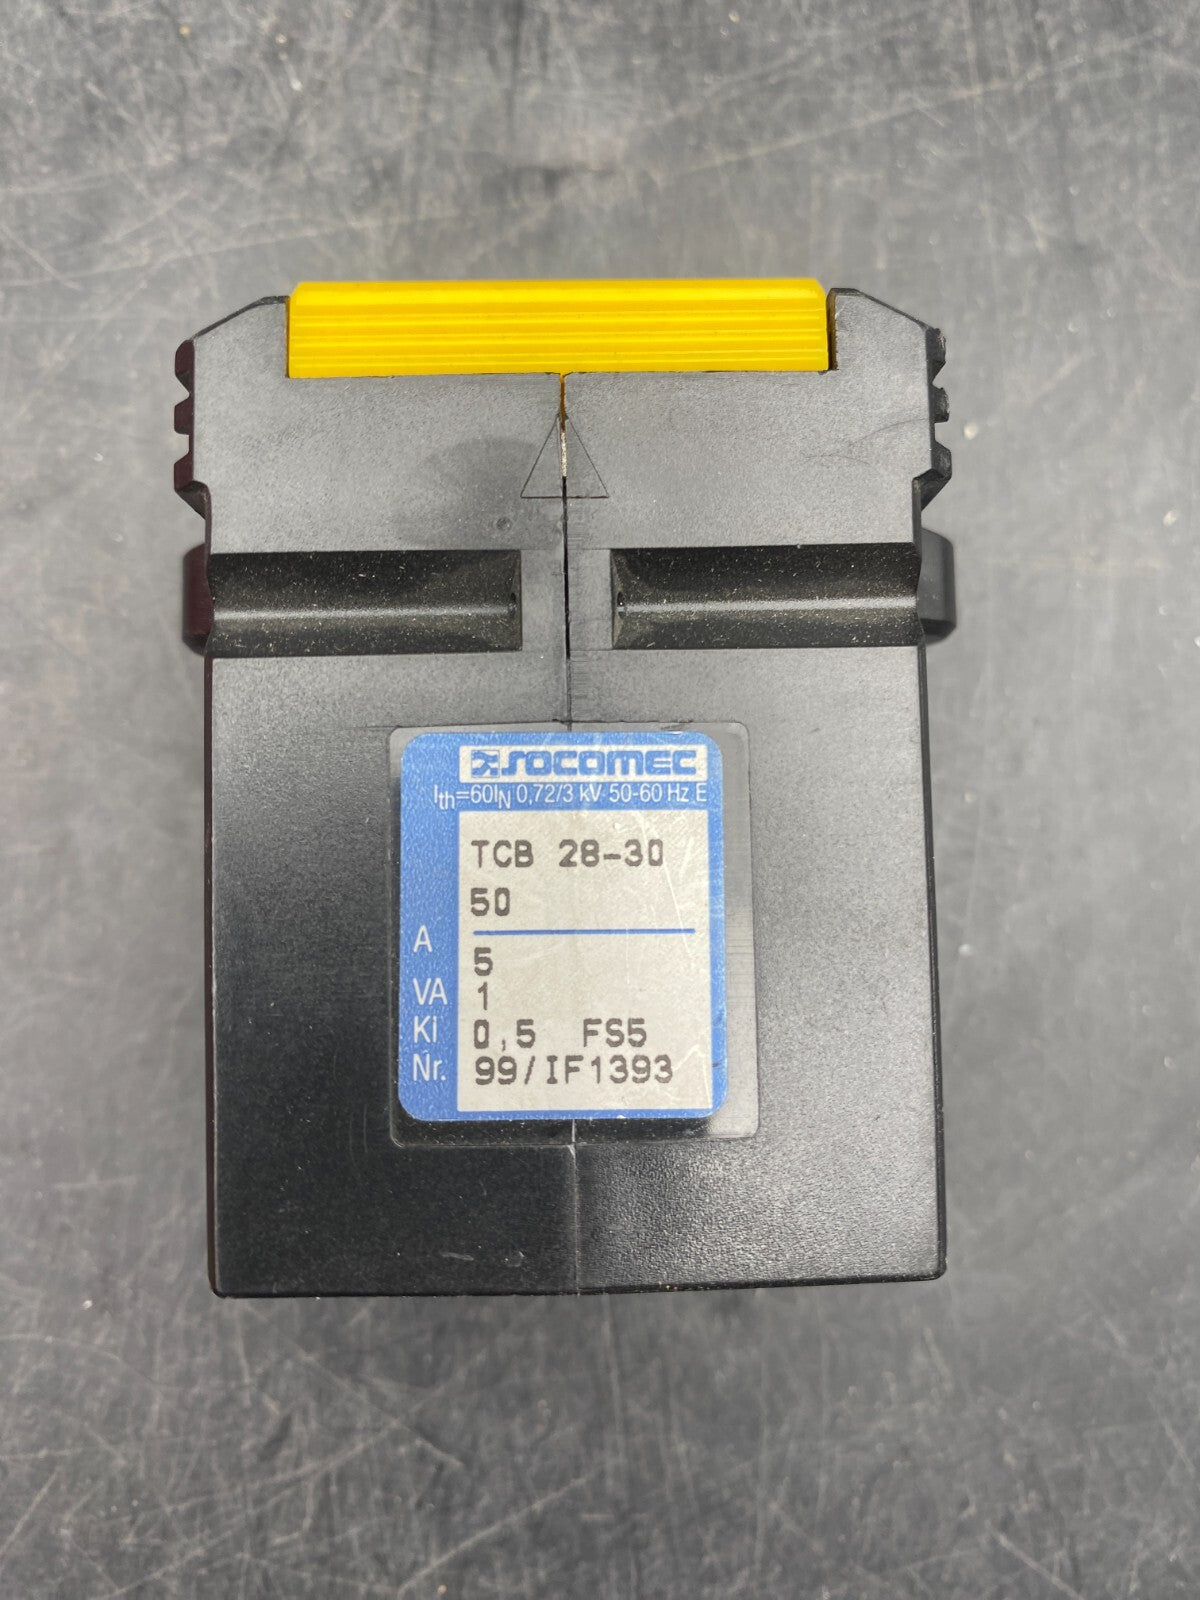 SOCOMEC
Ith=60IN 0,72/3 kV 50-60 Hz E
TCB 28-30
50
A 5
VA 1
Kl 0,5 FS5
Nr. 99/IF1393